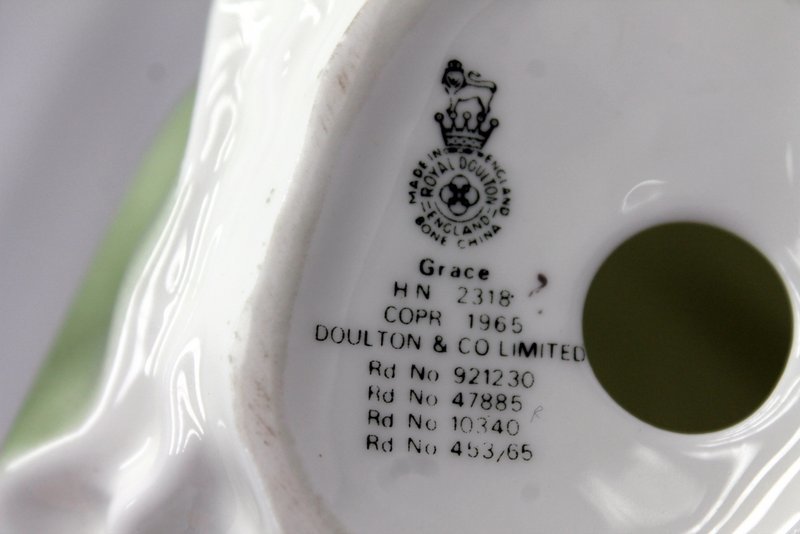 MADE IN ENGLAND
ROYAL DOULTON
ENGLAND
BONE CHINA
Grace
HN 2318
COPR 1965
DOULTON & CO LIMITED
Rd No 921230
Rd No 47885
R
Rd No 10340
Rd No 453/65